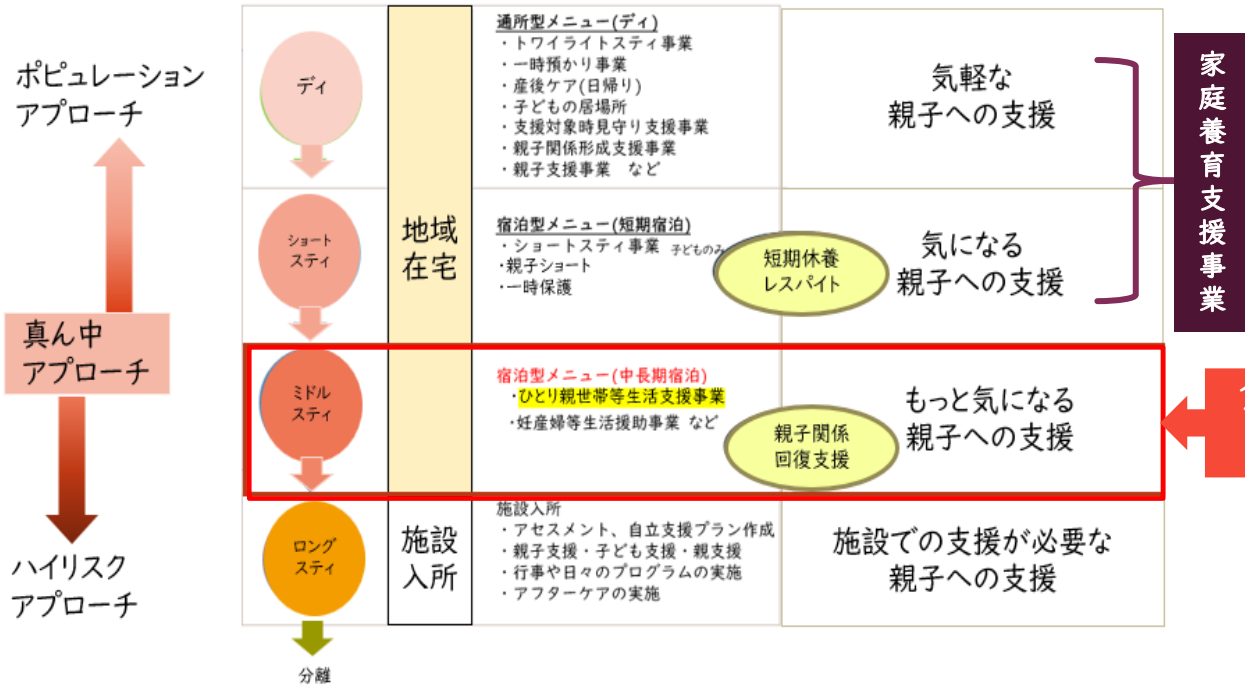 ポピュレーション
アプローチ
真ん中
アプローチ
ハイリスク
アプローチ
ディ
ショート
スティ
ミドル
スティ
ロング
スティ
分離
地域
在宅
施設
入所
通所型メニュー(ディ)
・トワイライトスティ事業
・一時預かり事業
・産後ケア(日帰り)
・子どもの居場所
・支援対象時見守り支援事業
・親子関係形成支援事業
・親子支援事業 など
気軽な
親子への支援
宿泊型メニュー(短期宿泊)
・ショートスティ事業 子どものみ
・親子ショート
・一時保護
短期休養
レスパイト
気になる
親子への支援
宿泊型メニュー(中長期宿泊)
・ひとり親世帯等生活支援事業
・妊産婦等生活援助事業 など
親子関係
回復支援
もっと気になる
親子への支援
施設入所
・アセスメント、自立支援プラン作成
・親子支援・子ども支援・親支援
・行事や日々のプログラムの実施
・アフターケアの実施
施設での支援が必要な
親子への支援
家庭養育支援事業